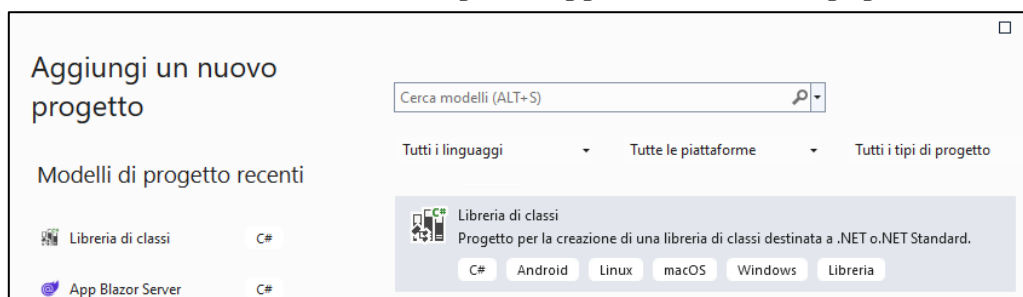 Aggiungi un nuovo
progetto
Cerca modelli (ALT+S)
Tutti i linguaggi Tutte le piattaforme Tutti i tipi di progetto
Modelli di progetto recenti
Libreria di classi C#
App Blazor Server C#
C#
Libreria di classi
Progetto per la creazione di una libreria di classi destinata a .NET o.NET Standard.
C# Android Linux macOS Windows Libreria